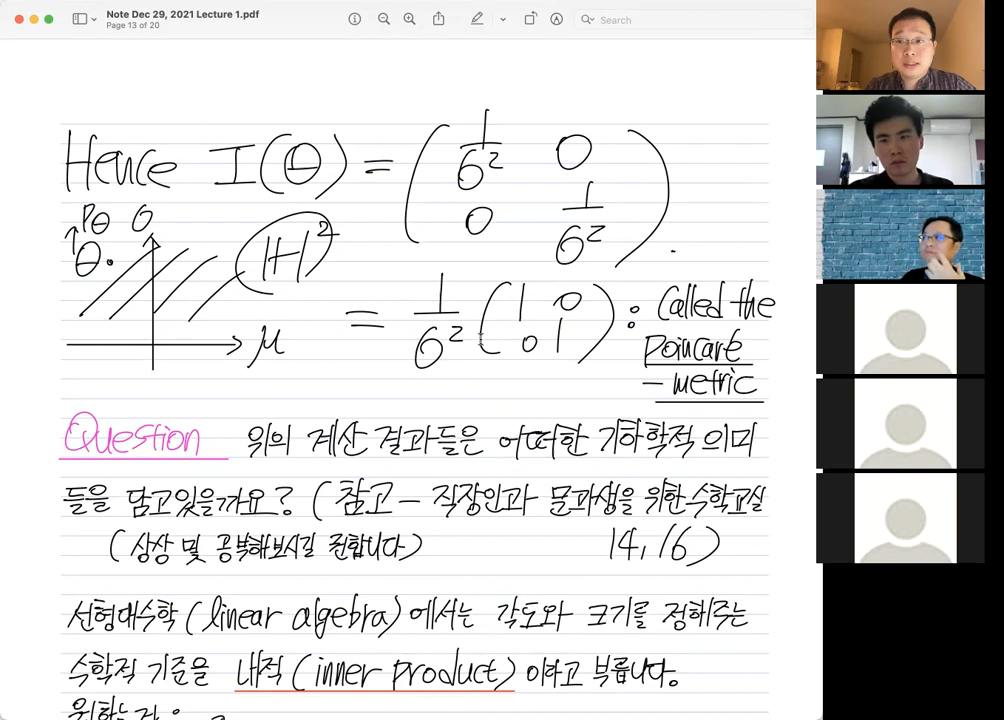 Note Dec 29, 2021 Lecture 1.pdf
Page 13 of 20
Search
Hence I(θ) = ( 1/σ² 0
0 1/σ² ).
Pθ σ
θ. |H|²
μ
= 1/σ² ( 1 0
0 1 ) : Called the
Poincaré
- metric
Question 위의 계산 결과들은 어떠한 기하학적 의미
들을 담고있을까요? ( 참고 - 직장인과 문과생을 위한 수학교실
( 상상 및 공부해보시길 권합니다 ) 14, 16 )
선형대수학 ( linear algebra ) 에서는 각도와 크기를 정해주는
수학적 기준을 내적 ( inner product ) 이라고 부릅니다.